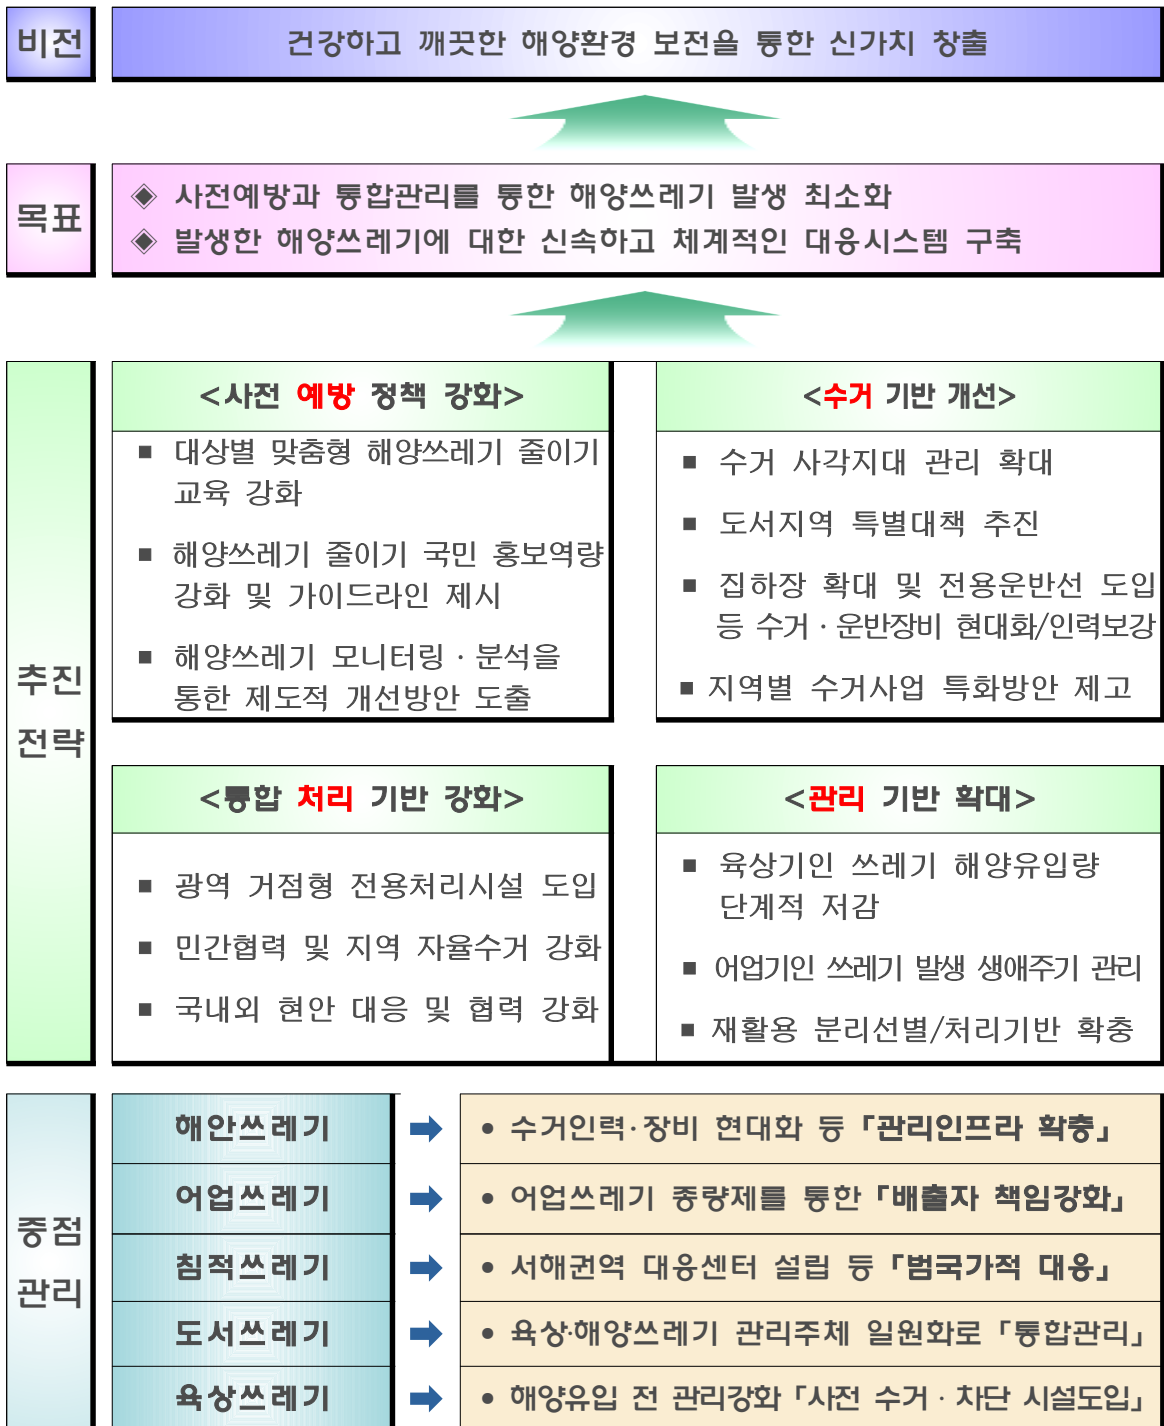 비전
건강하고 깨끗한 해양환경 보전을 통한 신가치 창출
목표
◈ 사전예방과 통합관리를 통한 해양쓰레기 발생 최소화
◈ 발생한 해양쓰레기에 대한 신속하고 체계적인 대응시스템 구축
추진
전략
<사전 예방 정책 강화>
■ 대상별 맞춤형 해양쓰레기 줄이기
교육 강화
■ 해양쓰레기 줄이기 국민 홍보역량
강화 및 가이드라인 제시
■ 해양쓰레기 모니터링 · 분석을
통한 제도적 개선방안 도출
<수거 기반 개선>
■ 수거 사각지대 관리 확대
■ 도서지역 특별대책 추진
■ 집하장 확대 및 전용운반선 도입
등 수거 · 운반장비 현대화/인력보강
■ 지역별 수거사업 특화방안 제고
<통합 처리 기반 강화>
■ 광역 거점형 전용처리시설 도입
■ 민간협력 및 지역 자율수거 강화
■ 국내외 현안 대응 및 협력 강화
<관리 기반 확대>
■ 육상기인 쓰레기 해양유입량
단계적 저감
■ 어업기인 쓰레기 발생 생애주기 관리
■ 재활용 분리선별/처리기반 확충
중점
관리
해안쓰레기 ➡ • 수거인력·장비 현대화 등 「관리인프라 확충」
어업쓰레기 ➡ • 어업쓰레기 종량제를 통한 「배출자 책임강화」
침적쓰레기 ➡ • 서해권역 대응센터 설립 등 「범국가적 대응」
도서쓰레기 ➡ • 육상·해양쓰레기 관리주체 일원화로 「통합관리」
육상쓰레기 ➡ • 해양유입 전 관리강화 「사전 수거 · 차단 시설도입」